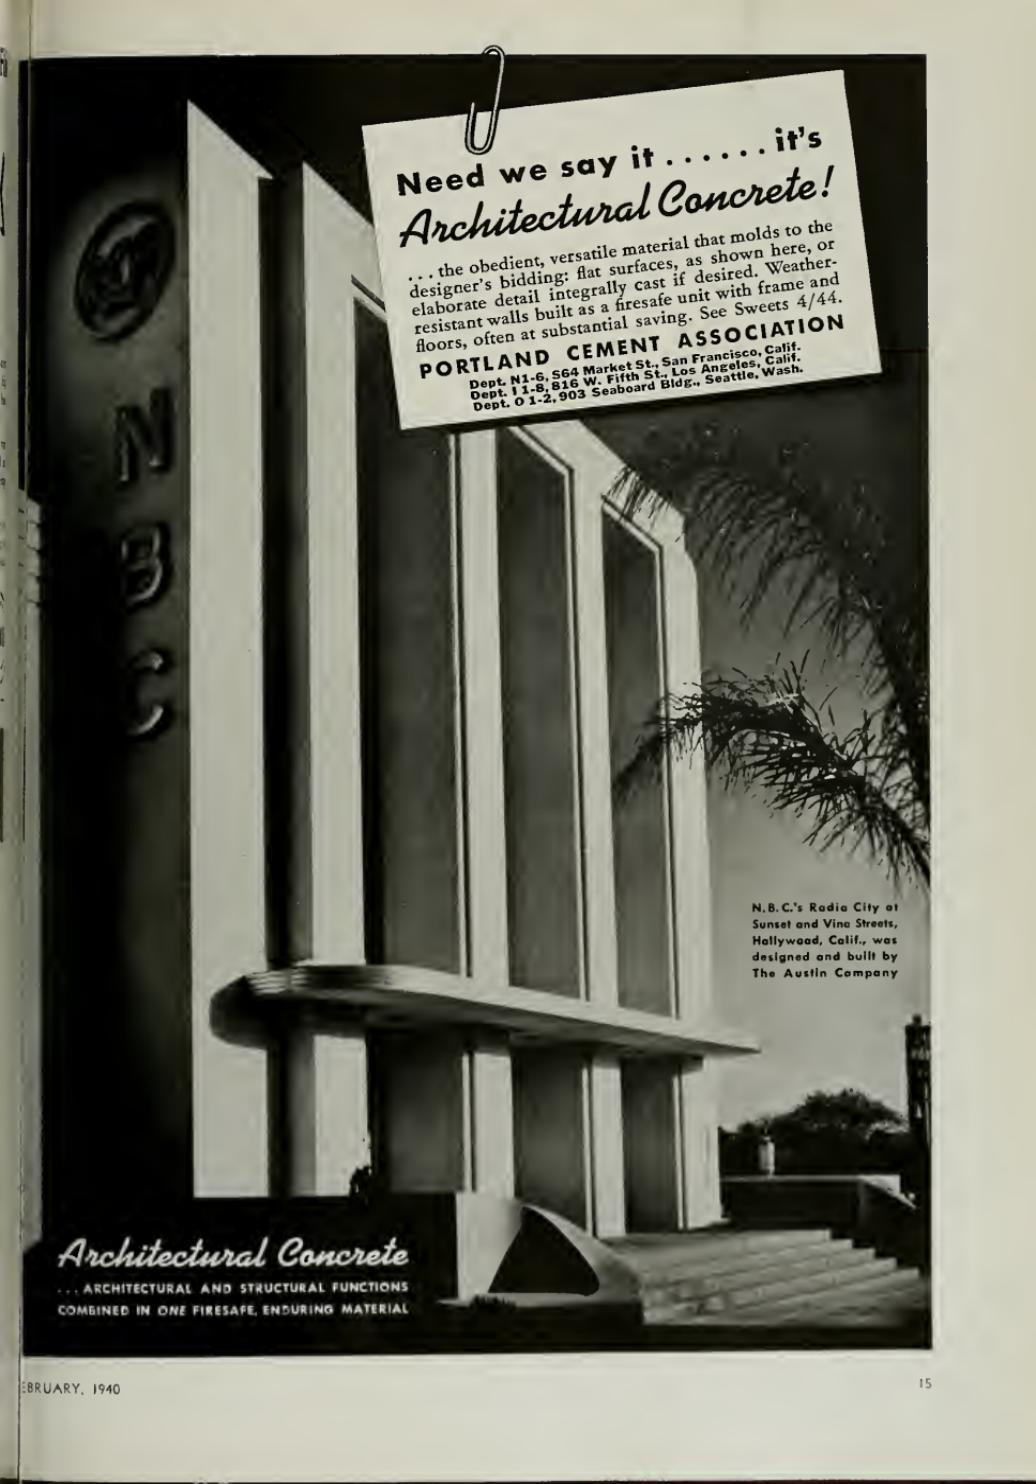 Need we say it ...... it's
Architectural Concrete!
... the obedient, versatile material that molds to the
designer's bidding: flat surfaces, as shown here, or
elaborate detail integrally cast if desired. Weather-
resistant walls built as a firesafe unit with frame and
floors, often at substantial saving. See Sweets 4/44.
PORTLAND CEMENT ASSOCIATION
Dept. N1-6, 564 Market St., San Francisco, Calif.
Dept. I 1-8, 816 W. Fifth St., Los Angeles, Calif.
Dept. O 1-2, 903 Seaboard Bldg., Seattle, Wash.
N
B
C
N.B.C.'s Radio City at
Sunset and Vine Streets,
Hollywood, Calif., was
designed and built by
The Austin Company
Architectural Concrete
... ARCHITECTURAL AND STRUCTURAL FUNCTIONS
COMBINED IN ONE FIRESAFE, ENDURING MATERIAL
EBRUARY, 1940
15